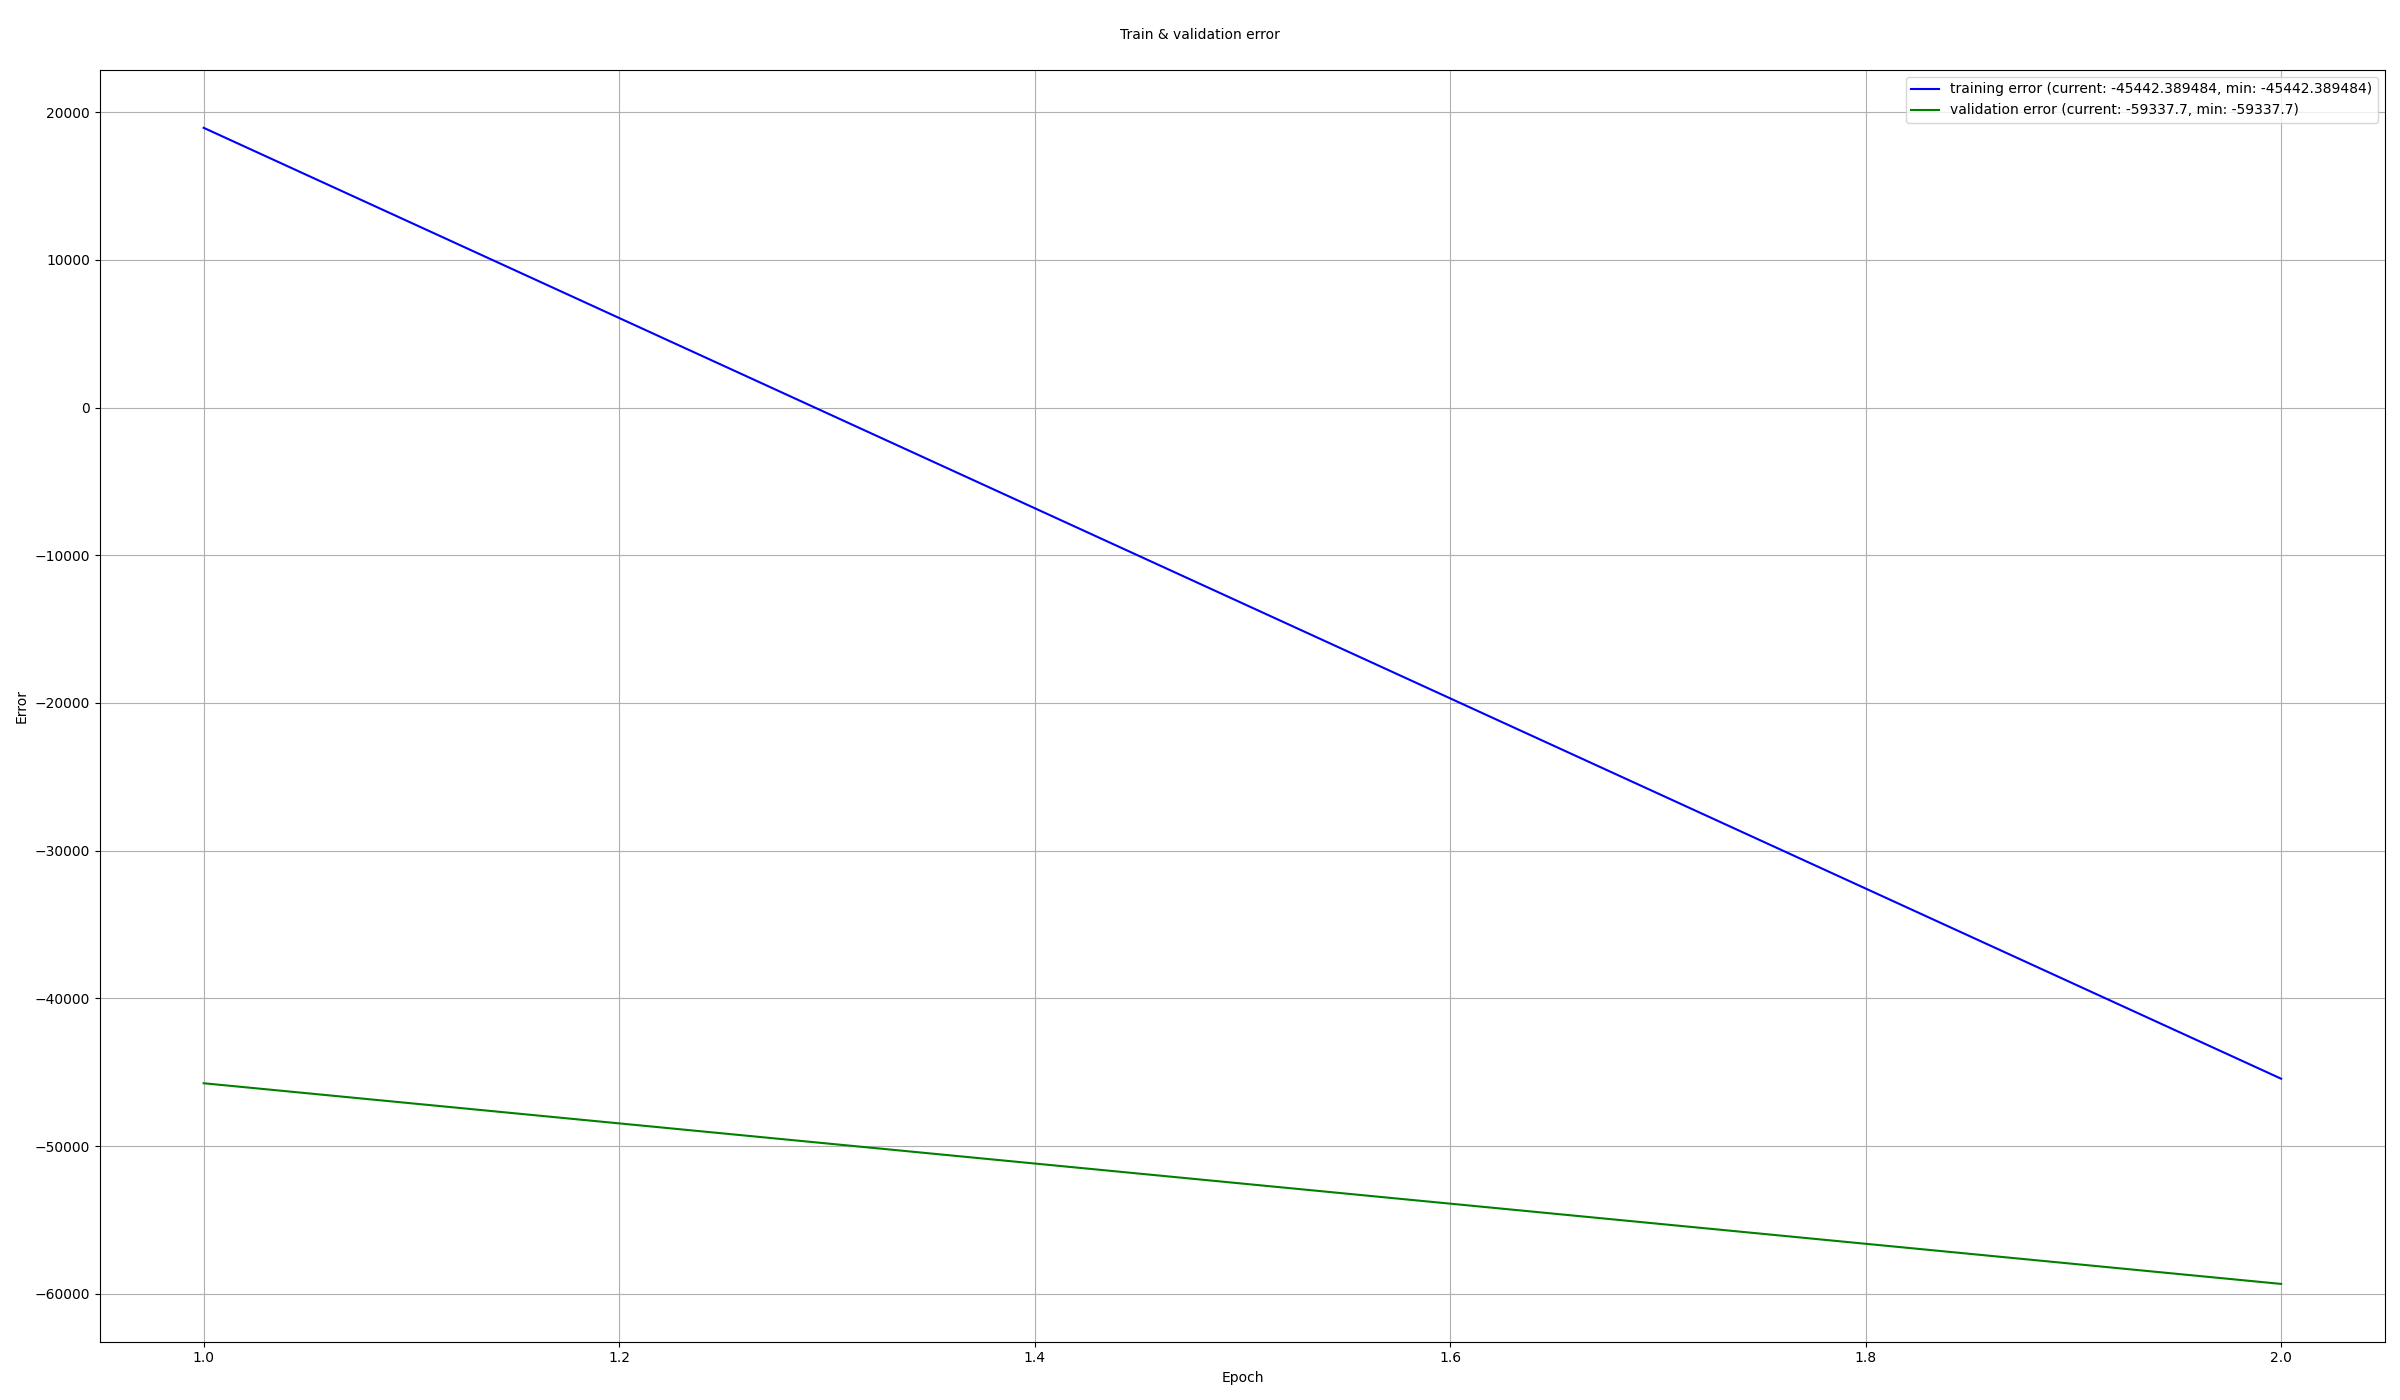 Train & validation error
training error (current: -45442.389484, min: -45442.389484)
validation error (current: -59337.7, min: -59337.7)
20000
10000
0
−10000
−20000
−30000
−40000
−50000
−60000
Error
1.0 1.2 1.4 1.6 1.8 2.0
Epoch